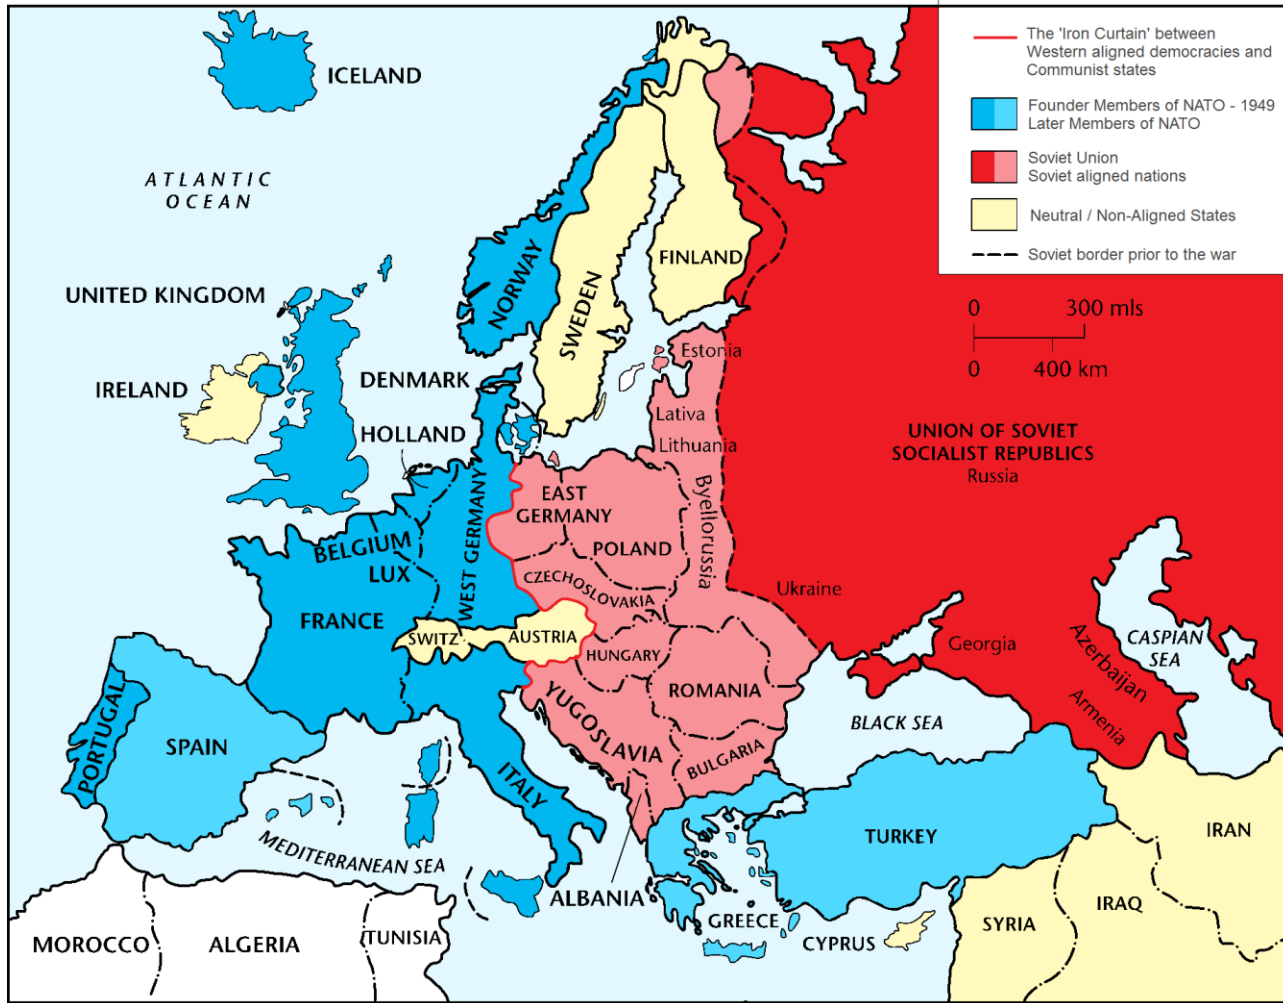 The 'Iron Curtain' between
Western aligned democracies and
Communist states
Founder Members of NATO - 1949
Later Members of NATO
Soviet Union
Soviet aligned nations
Neutral / Non-Aligned States
Soviet border prior to the war
0 300 mls
0 400 km
ICELAND
ATLANTIC
OCEAN
UNITED KINGDOM
IRELAND
NORWAY
SWEDEN
FINLAND
DENMARK
HOLLAND
Estonia
Lativa
Lithuania
Byellorussia
UNION OF SOVIET
SOCIALIST REPUBLICS
Russia
EAST
GERMANY
WEST GERMANY
POLAND
BELGIUM
LUX
CZECHOSLOVAKIA
Ukraine
FRANCE
SWITZ
AUSTRIA
HUNGARY
ROMANIA
YUGOSLAVIA
BULGARIA
Georgia
Azerbaijan
Armenia
CASPIAN
SEA
BLACK SEA
PORTUGAL
SPAIN
ITALY
MEDITERRANEAN SEA
ALBANIA
GREECE
TURKEY
CYPRUS
SYRIA
IRAQ
IRAN
MOROCCO
ALGERIA
TUNISIA